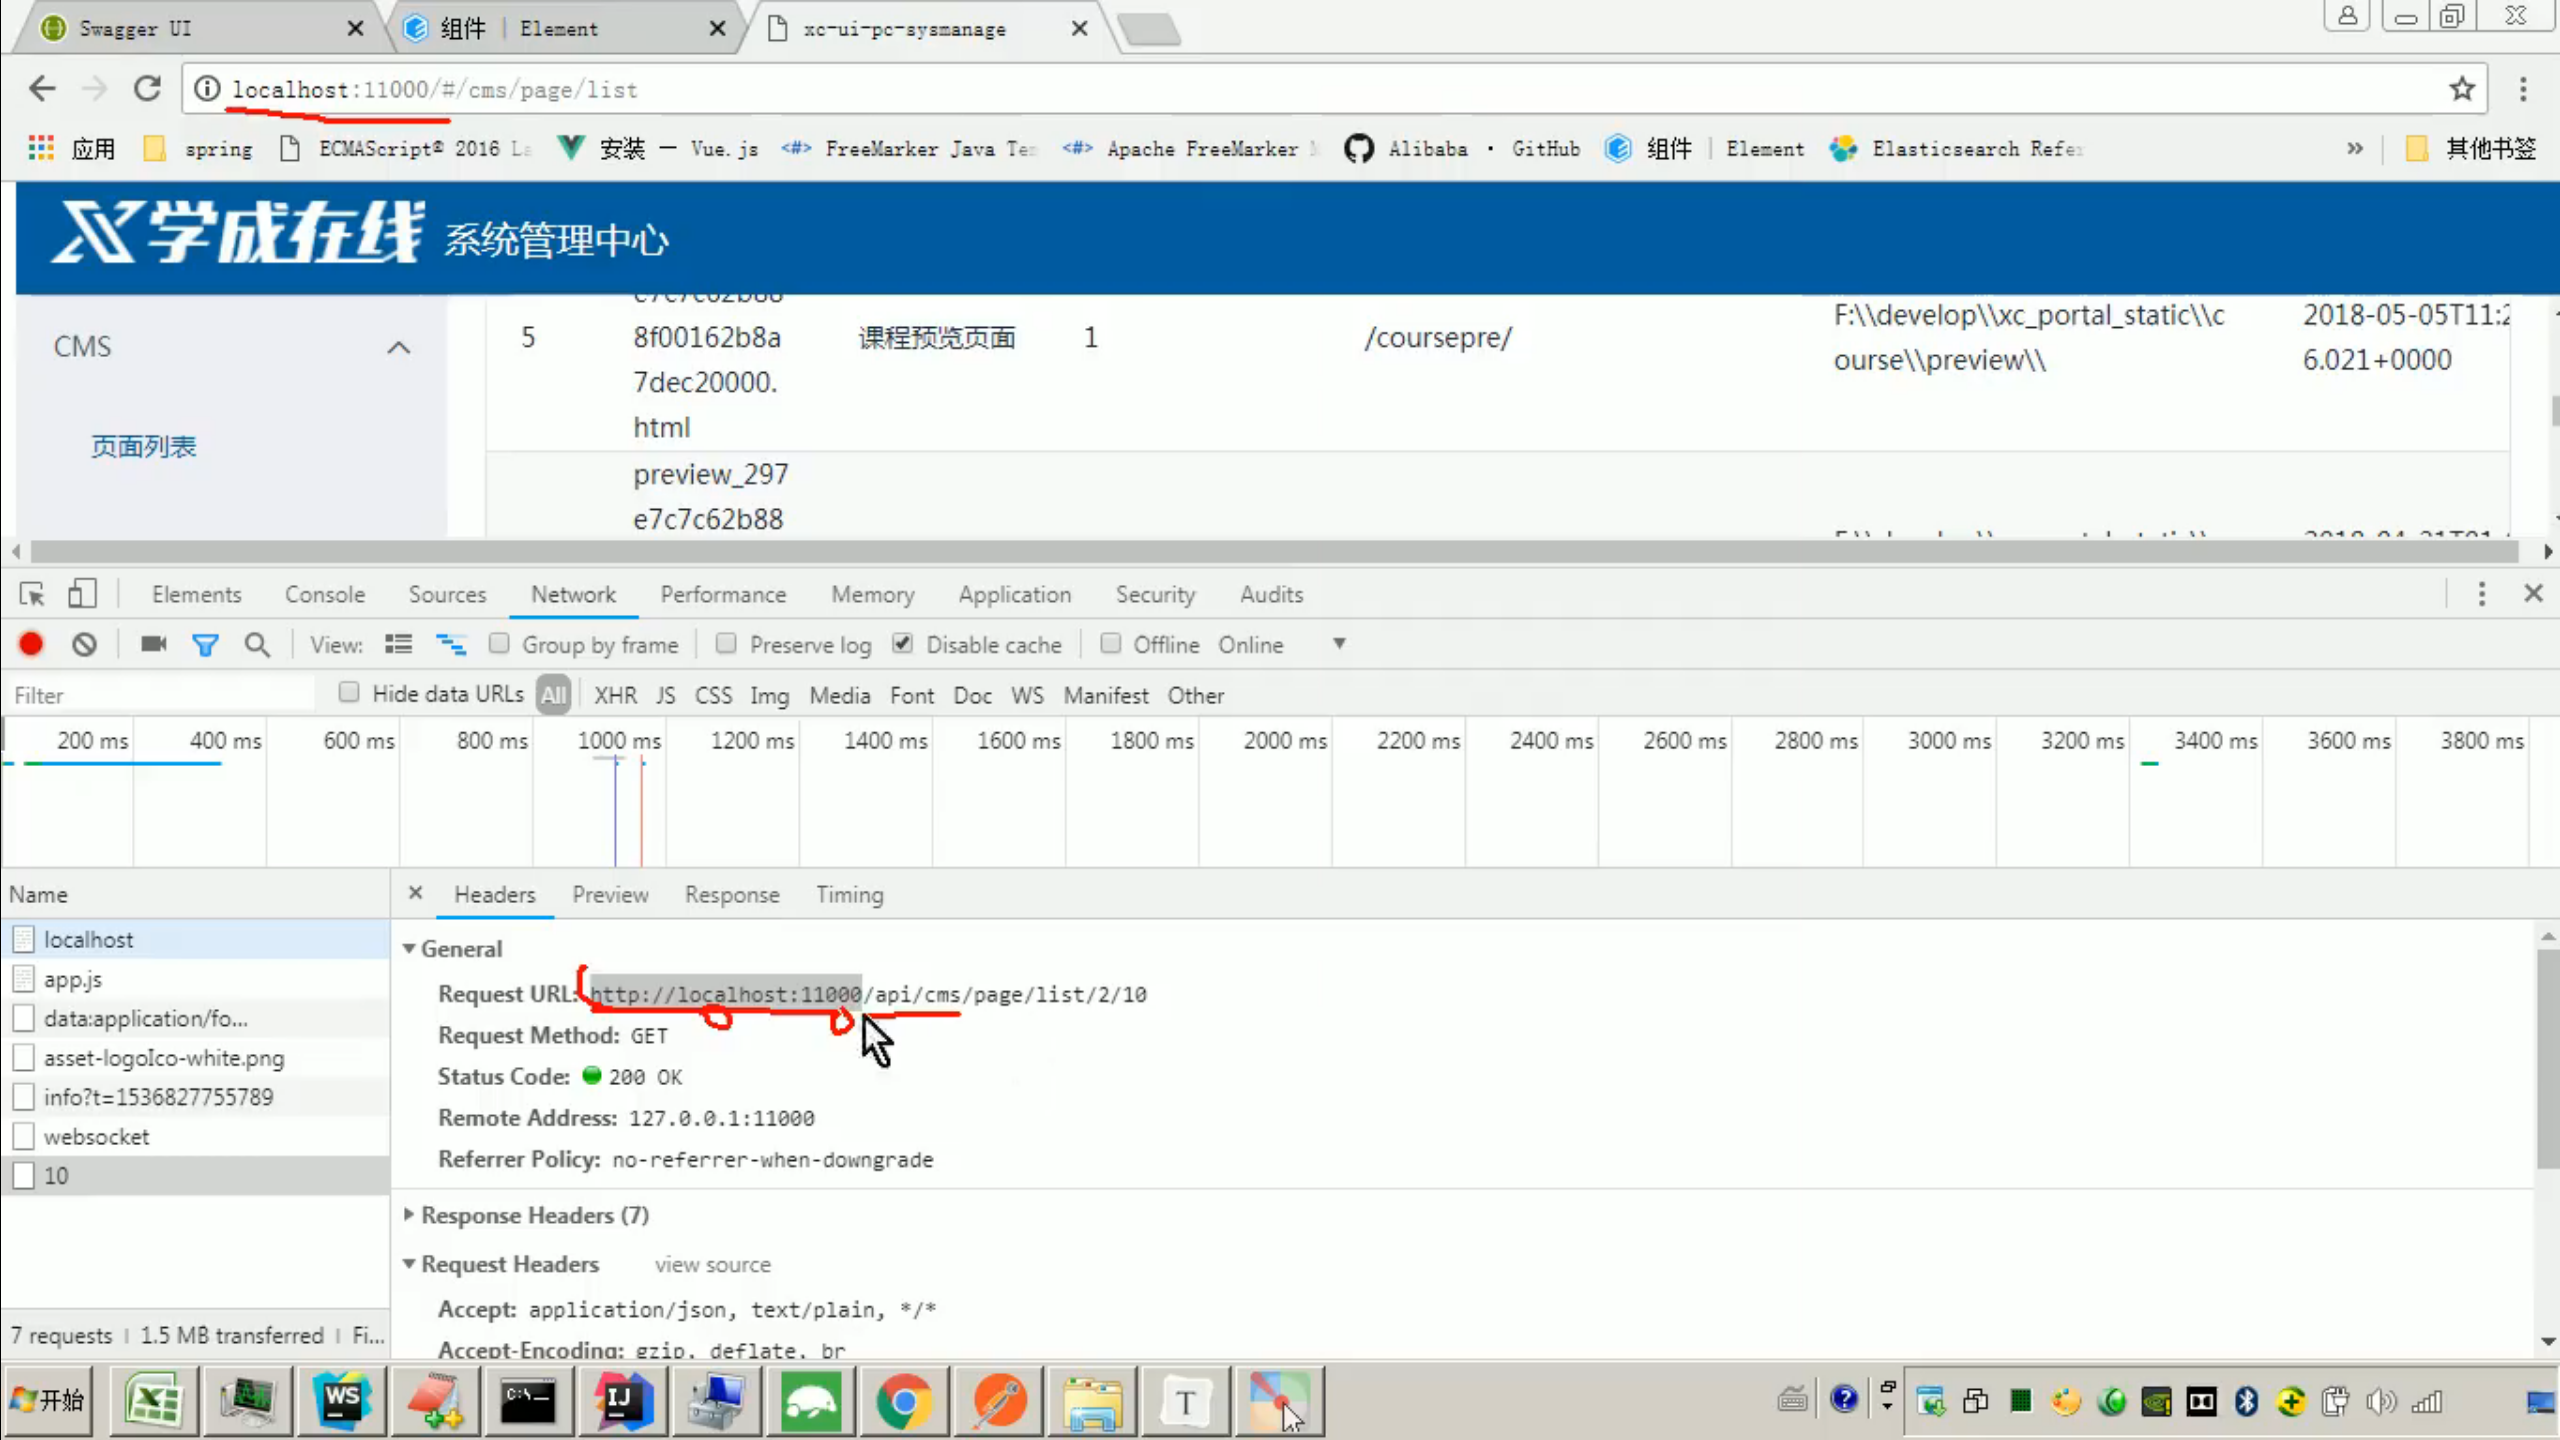 Swagger UI
组件 | Element
xc-ui-pc-sysmanage
localhost:11000/#/cms/page/list
应用 spring ECMAScript® 2016 La 安装 — Vue.js <#> FreeMarker Java Te <#> Apache FreeMarker Alibaba · GitHub 组件 | Element Elasticsearch Refe » 其他书签
学成在线 系统管理中心
CMS
页面列表
e7c7c62b88
5 8f00162b8a 课程预览页面 1 /coursepre/ F:\\develop\\xc_portal_static\\c 2018-05-05T11:2
7dec20000. ourse\\preview\\ 6.021+0000
html
preview_297
e7c7c62b88
Elements Console Sources Network Performance Memory Application Security Audits
View: Group by frame Preserve log Disable cache Offline Online
Filter Hide data URLs All XHR JS CSS Img Media Font Doc WS Manifest Other
200 ms 400 ms 600 ms 800 ms 1000 ms 1200 ms 1400 ms 1600 ms 1800 ms 2000 ms 2200 ms 2400 ms 2600 ms 2800 ms 3000 ms 3200 ms 3400 ms 3600 ms 3800 ms
Name
localhost
app.js
data:application/fo...
asset-logoIco-white.png
info?t=1536827755789
websocket
10
7 requests | 1.5 MB transferred | Fi...
Headers Preview Response Timing
General
Request URL: http://localhost:11000/api/cms/page/list/2/10
Request Method: GET
Status Code: 200 OK
Remote Address: 127.0.0.1:11000
Referrer Policy: no-referrer-when-downgrade
Response Headers (7)
Request Headers view source
Accept: application/json, text/plain, */*
Accept-Encoding: gzip, deflate, br
开始 WS C:\ IJ T